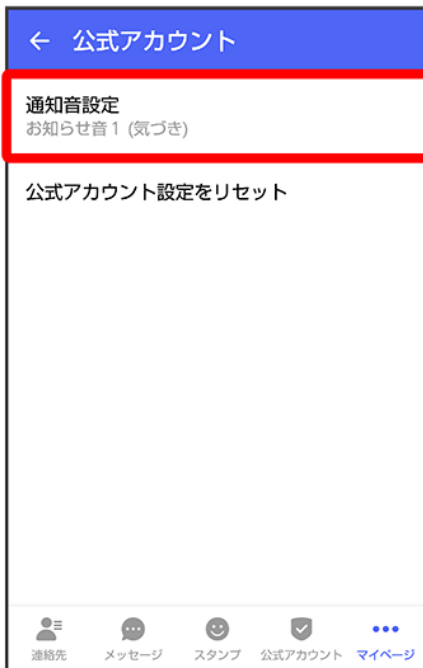 ← 公式アカウント
通知音設定
お知らせ音1 (気づき)
公式アカウント設定をリセット
連絡先 メッセージ スタンプ 公式アカウント マイページ